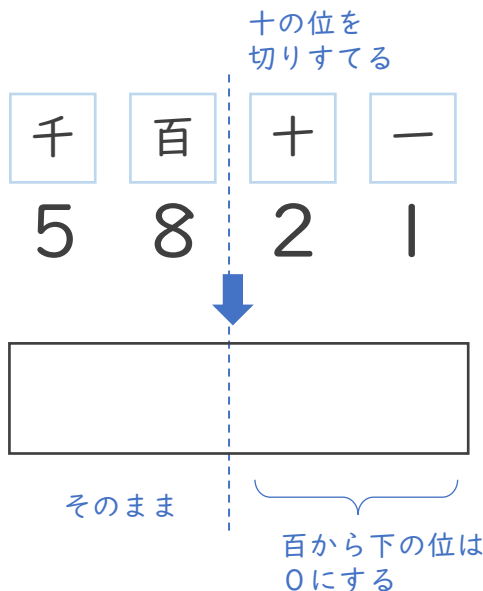 十の位を
切りすてる
千 百 十 一
5 8 2 1
そのまま
百から下の位は
0にする